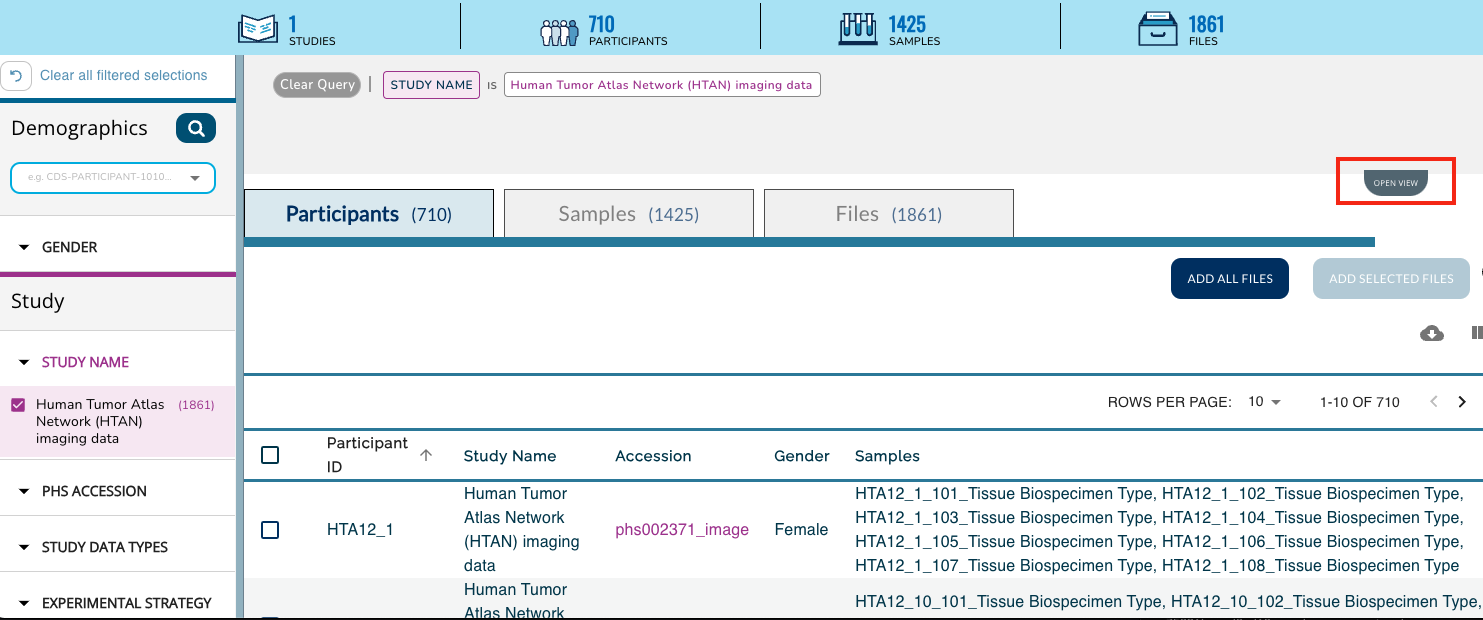 1
STUDIES
710
PARTICIPANTS
1425
SAMPLES
1861
FILES
Clear all filtered selections
Clear Query | STUDY NAME IS Human Tumor Atlas Network (HTAN) imaging data
Demographics
e.g. CDS-PARTICIPANT-1010...
GENDER
Study
STUDY NAME
Human Tumor Atlas (1861)
Network (HTAN)
imaging data
PHS ACCESSION
STUDY DATA TYPES
EXPERIMENTAL STRATEGY
OPEN VIEW
Participants (710)
Samples (1425)
Files (1861)
ADD ALL FILES
ADD SELECTED FILES
ROWS PER PAGE: 10 1-10 OF 710
Participant
ID
Study Name
Accession
Gender
Samples
HTA12_1
Human Tumor
Atlas Network
(HTAN) imaging
data
phs002371_image
Female
HTA12_1_101_Tissue Biospecimen Type, HTA12_1_102_Tissue Biospecimen Type,
HTA12_1_103_Tissue Biospecimen Type, HTA12_1_104_Tissue Biospecimen Type,
HTA12_1_105_Tissue Biospecimen Type, HTA12_1_106_Tissue Biospecimen Type,
HTA12_1_107_Tissue Biospecimen Type, HTA12_1_108_Tissue Biospecimen Type
Human Tumor
Atlas Network
HTA12_10_101_Tissue Biospecimen Type, HTA12_10_102_Tissue Biospecimen Type,